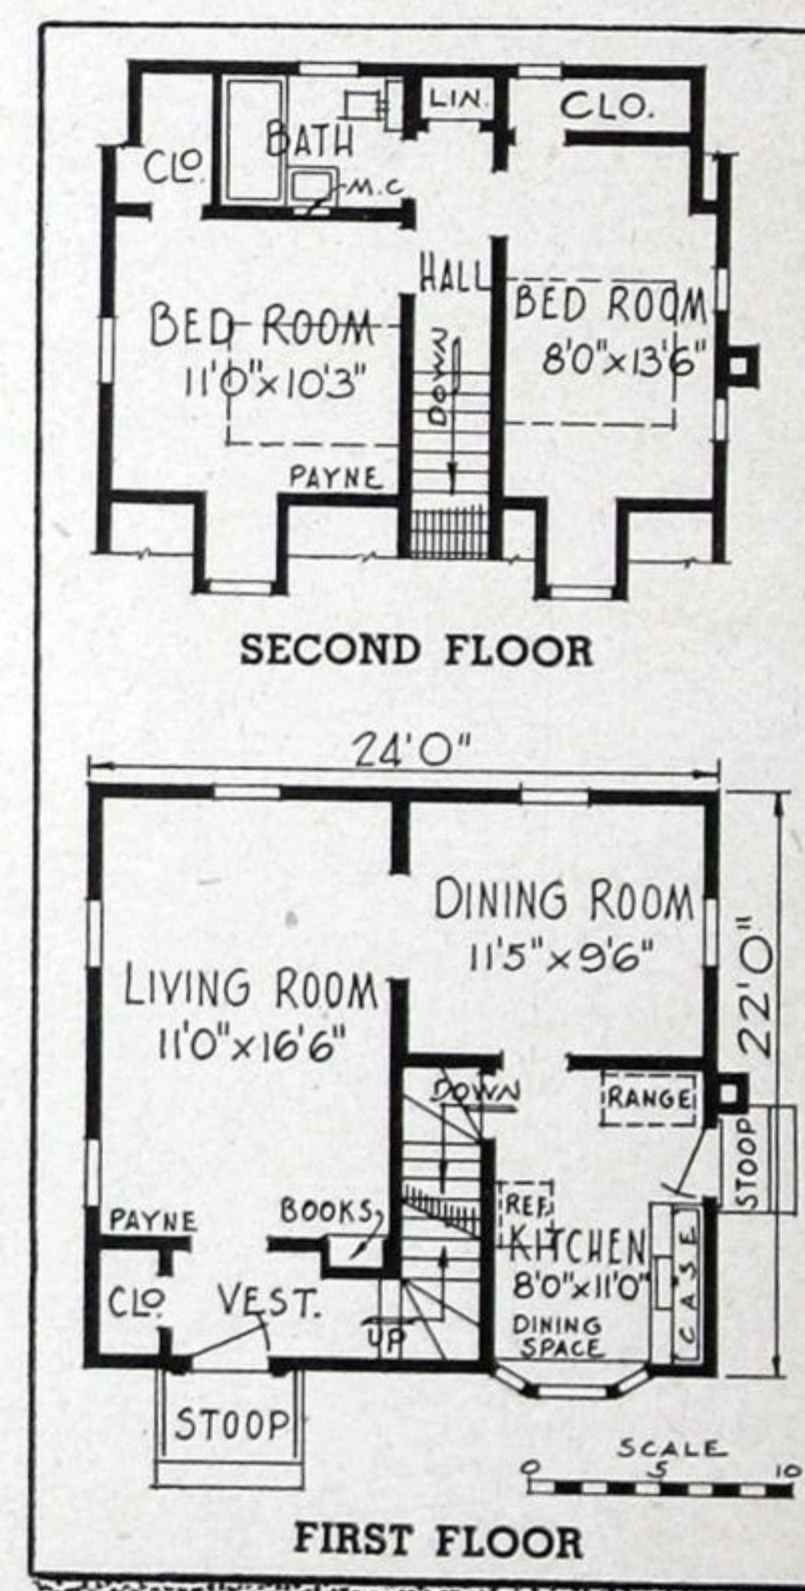 LIN.
CLO.
BATH
CLO.
M.C
HALL
BED ROOM
11'0"x10'3"
BED ROOM
8'0"x13'6"
DOWN
PAYNE
SECOND FLOOR
24'0"
DINING ROOM
11'5"x9'6"
LIVING ROOM
11'0"x16'6"
22'0"
DOWN
RANGE
STOOP
REF.
PAYNE
BOOKS
KITCHEN
8'0"x11'0"
CASE
CLO.
VEST.
UP
DINING
SPACE
STOOP
SCALE
0 5 10
FIRST FLOOR